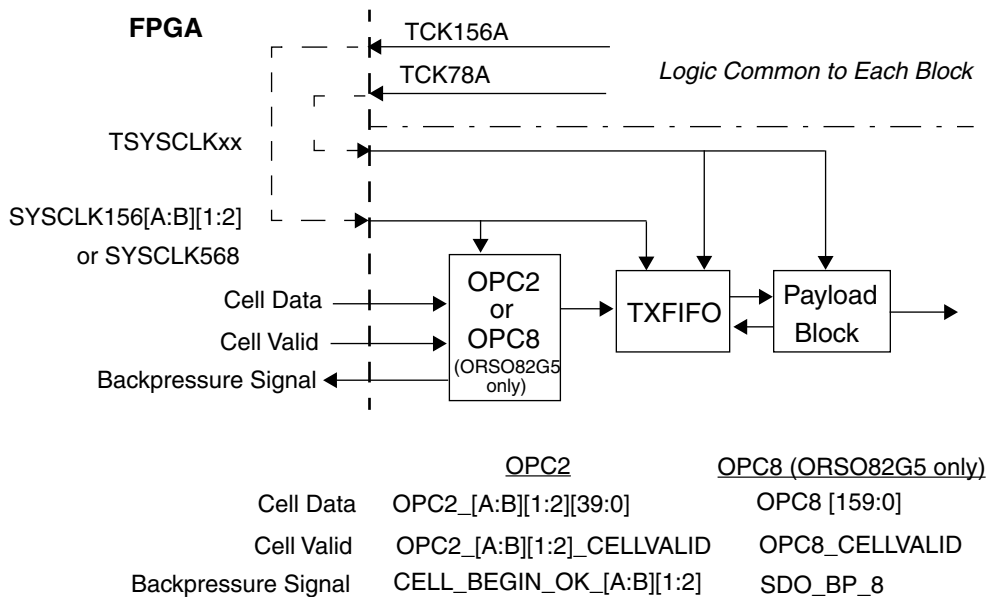 FPGA
TCK156A
TCK78A
Logic Common to Each Block
TSYSCLKxx
SYSCLK156[A:B][1:2]
or SYSCLK568
Cell Data
Cell Valid
Backpressure Signal
OPC2
or
OPC8
(ORSO82G5
only)
TXFIFO
Payload
Block
OPC2 OPC8 (ORSO82G5 only)
Cell Data OPC2_[A:B][1:2][39:0] OPC8 [159:0]
Cell Valid OPC2_[A:B][1:2]_CELLVALID OPC8_CELLVALID
Backpressure Signal CELL_BEGIN_OK_[A:B][1:2] SDO_BP_8